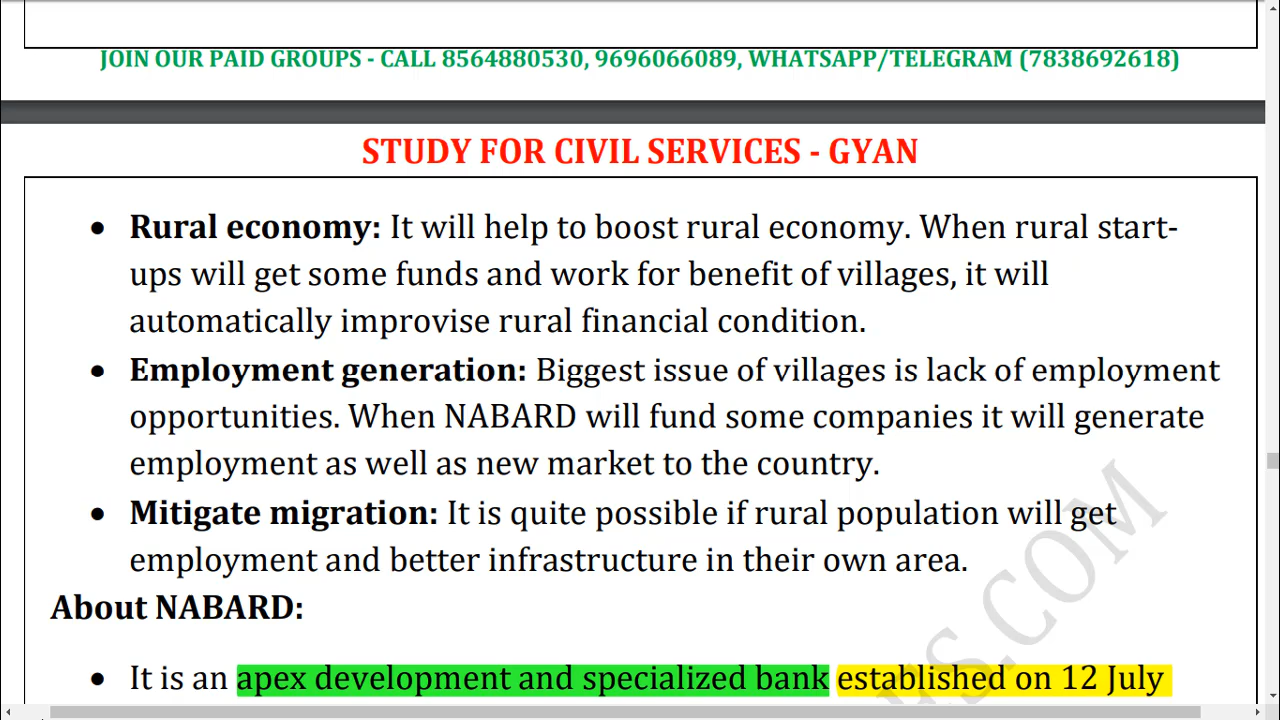 JOIN OUR PAID GROUPS - CALL 8564880530, 9696066089, WHATSAPP/TELEGRAM (7838692618)
STUDY FOR CIVIL SERVICES - GYAN
• Rural economy: It will help to boost rural economy. When rural start-
ups will get some funds and work for benefit of villages, it will
automatically improvise rural financial condition.
• Employment generation: Biggest issue of villages is lack of employment
opportunities. When NABARD will fund some companies it will generate
employment as well as new market to the country.
• Mitigate migration: It is quite possible if rural population will get
employment and better infrastructure in their own area.
About NABARD:
• It is an apex development and specialized bank established on 12 July
S.COM